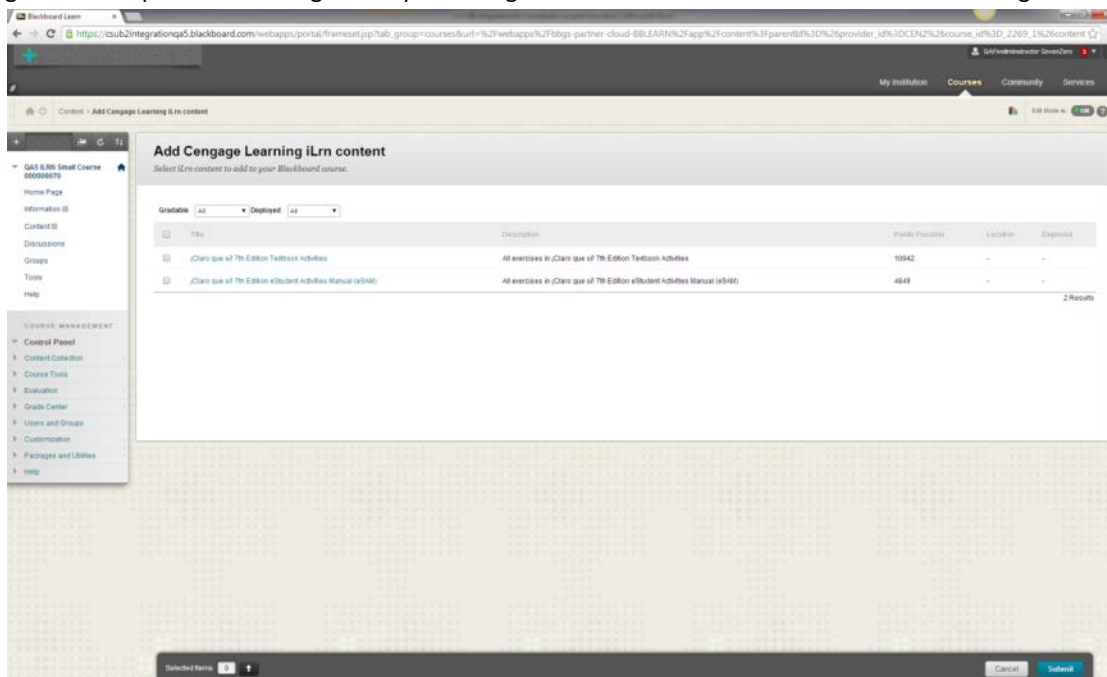 Blackboard Learn
https://csub2integrationqa5.blackboard.com/webapps/portal/frameset.jsp?tab_group=courses&url=%2Fwebapps%2Fbbgs-partner-cloud-BBLEARN%2Fapp%2Fcontent%3FparentId%3D%26provider_id%3DCEN2%26course_id%3D_2269_1%26content
SevenZero
My Institution Courses Community Services
Content Add Cengage Learning iLrn content
Edit Mode is: ON
Add Cengage Learning iLrn content
Select iLrn content to add to your Blackboard course.
QA5 ILRN Small Course
000000070
Home Page
Information
Content
Discussions
Groups
Tools
Help
Gradable All Deployed All
Title Description Points Possible Location Deployed
¡Claro que sí! 7th Edition Textbook Activities All exercises in ¡Claro que sí! 7th Edition Textbook Activities 10942 - -
¡Claro que sí! 7th Edition eStudent Activities Manual (eSAM) All exercises in ¡Claro que sí! 7th Edition eStudent Activities Manual (eSAM) 4848 - -
2 Results
COURSE MANAGEMENT
Control Panel
Content Collection
Course Tools
Evaluation
Grade Center
Users and Groups
Customization
Packages and Utilities
Help
Selected Items: 0
Cancel Submit